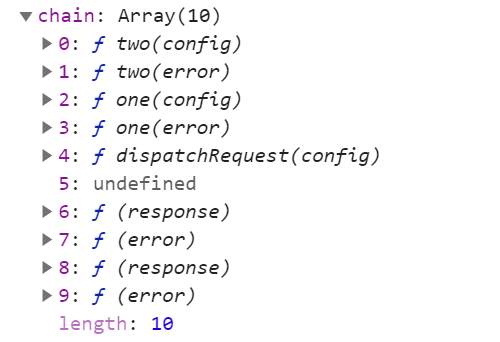 chain: Array(10)
0: ƒ two(config)
1: ƒ two(error)
2: ƒ one(config)
3: ƒ one(error)
4: ƒ dispatchRequest(config)
5: undefined
6: ƒ (response)
7: ƒ (error)
8: ƒ (response)
9: ƒ (error)
length: 10